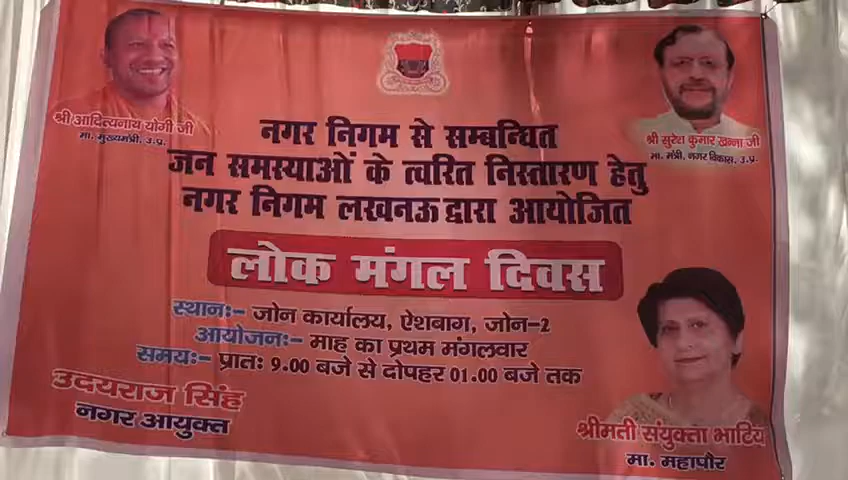 श्री आदित्यनाथ योगी जी
मा. मुख्यमंत्री, उ.प्र.
श्री सुरेश कुमार खन्ना जी
मा. मंत्री, नगर विकास, उ.प्र.
नगर निगम से सम्बन्धित
जन समस्याओं के त्वरित निस्तारण हेतु
नगर निगम लखनऊ द्वारा आयोजित
लोक मंगल दिवस
स्थानः- जोन कार्यालय, ऐशबाग, जोन-2
आयोजनः- माह का प्रथम मंगलवार
समयः- प्रातः 9.00 बजे से दोपहर 01.00 बजे तक
उदयराज सिंह
नगर आयुक्त
श्रीमती संयुक्ता भाटिय
मा. महापौर